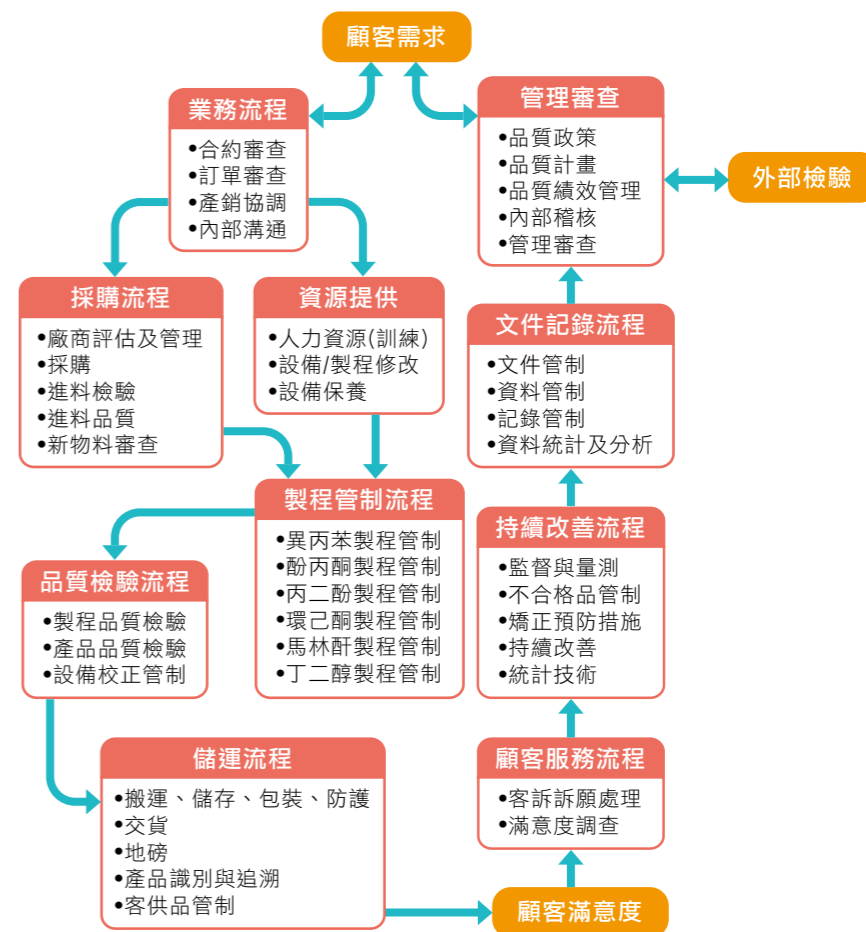 顧客需求
業務流程
•合約審查
•訂單審查
•產銷協調
•內部溝通
管理審查
•品質政策
•品質計畫
•品質績效管理
•內部稽核
•管理審查
外部檢驗
採購流程
•廠商評估及管理
•採購
•進料檢驗
•進料品質
•新物料審查
資源提供
•人力資源(訓練)
•設備/製程修改
•設備保養
文件記錄流程
•文件管制
•資料管制
•記錄管制
•資料統計及分析
製程管制流程
•異丙苯製程管制
•酚丙酮製程管制
•丙二酚製程管制
•環己酮製程管制
•馬林酐製程管制
•丁二醇製程管制
持續改善流程
•監督與量測
•不合格品管制
•矯正預防措施
•持續改善
•統計技術
品質檢驗流程
•製程品質檢驗
•產品品質檢驗
•設備校正管制
儲運流程
•搬運、儲存、包裝、防護
•交貨
•地磅
•產品識別與追溯
•客供品管制
顧客服務流程
•客訴訴願處理
•滿意度調查
顧客滿意度